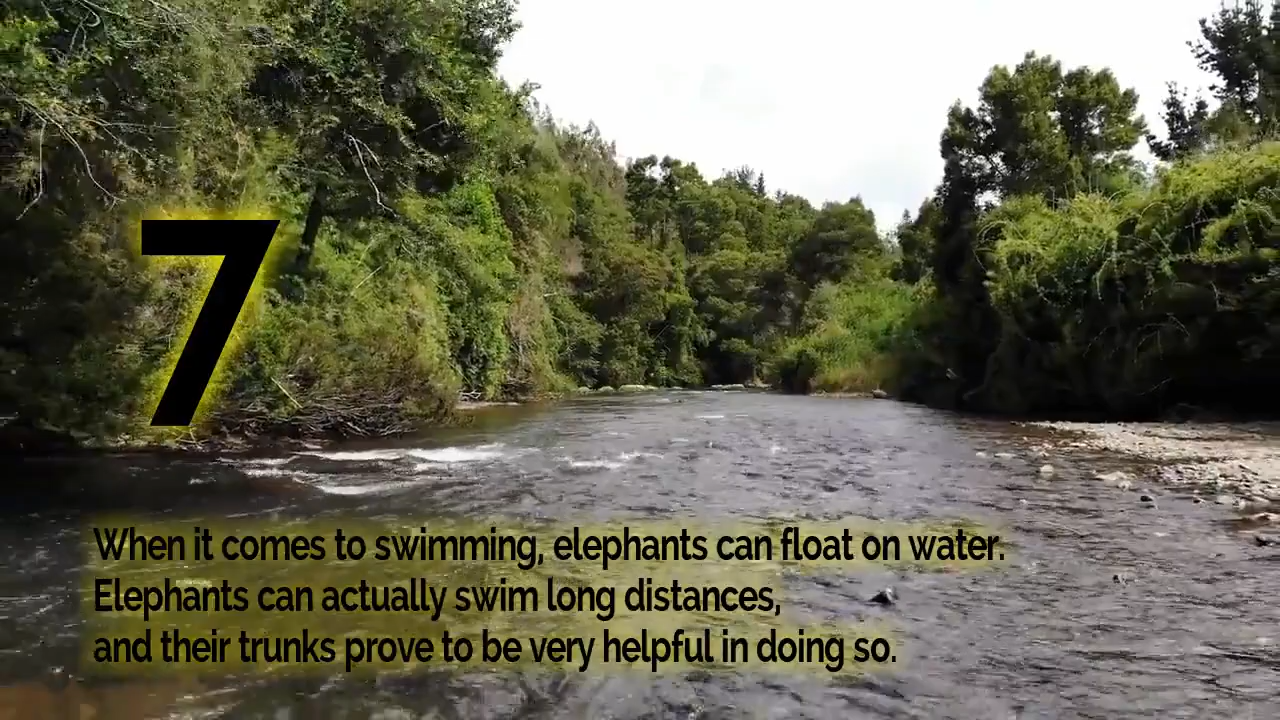 7
When it comes to swimming, elephants can float on water.
Elephants can actually swim long distances,
and their trunks prove to be very helpful in doing so.